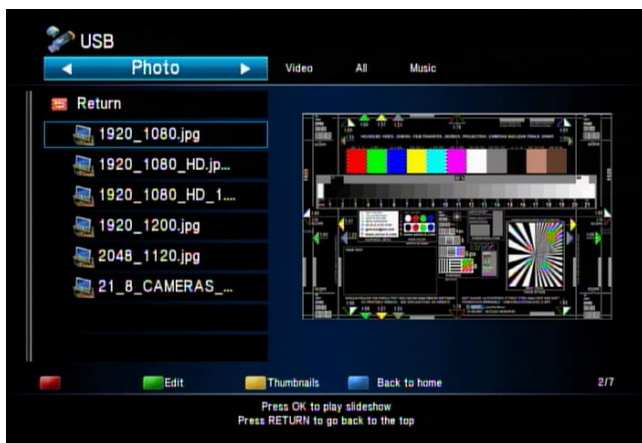 USB
Photo Video All Music
Return
1920_1080.jpg
1920_1080_HD.jp...
1920_1080_HD_1....
1920_1200.jpg
2048_1120.jpg
21_8_CAMERAS_...
Edit Thumbnails Back to home 2/7
Press OK to play slideshow
Press RETURN to go back to the top